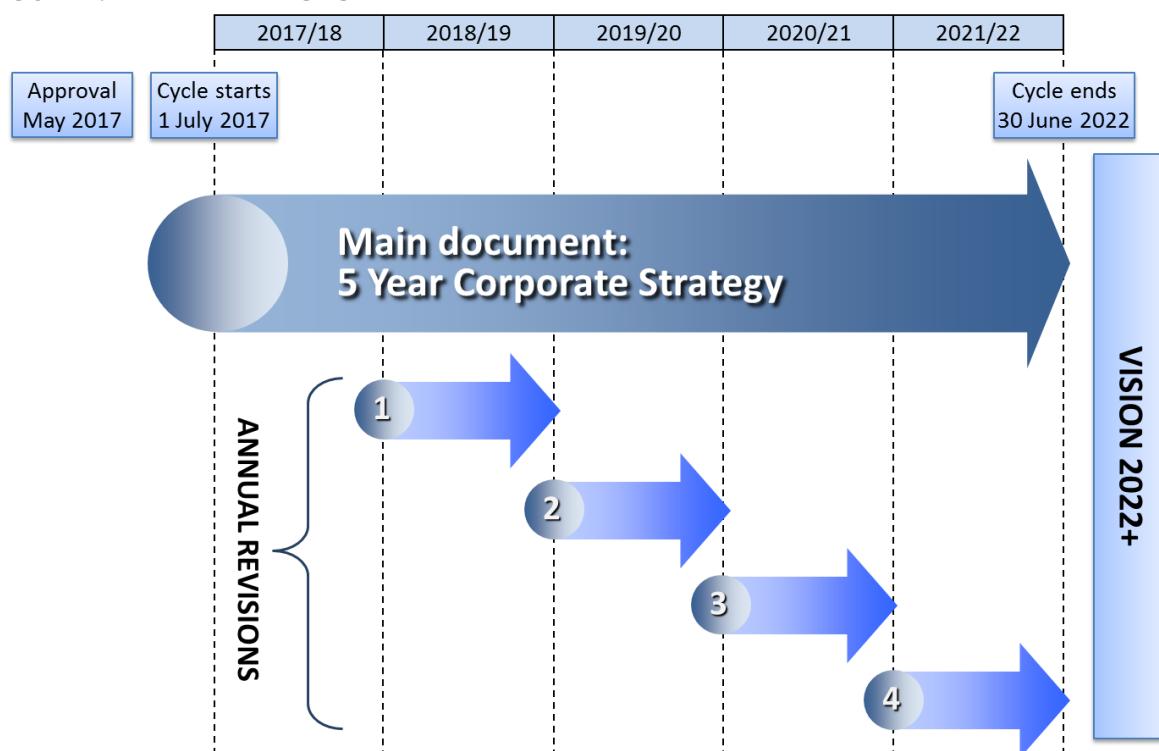 2017/18 2018/19 2019/20 2020/21 2021/22
Approval
May 2017
Cycle starts
1 July 2017
Cycle ends
30 June 2022
Main document:
5 Year Corporate Strategy
VISION 2022+
ANNUAL REVISIONS
1
2
3
4